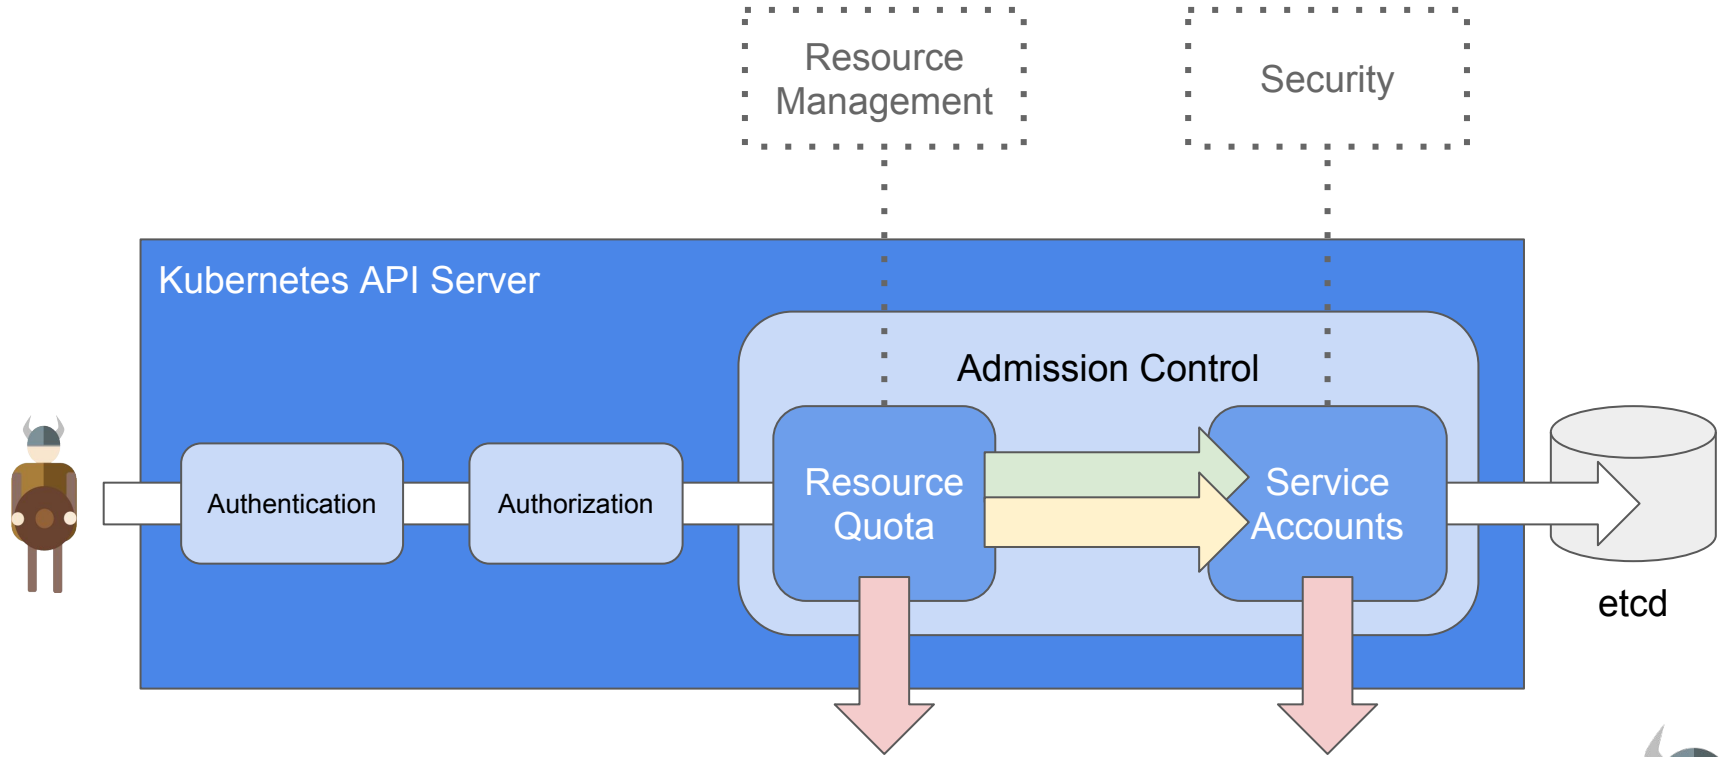 Resource
Management
Security
Kubernetes API Server
Admission Control
Authentication
Authorization
Resource
Quota
Service
Accounts
etcd